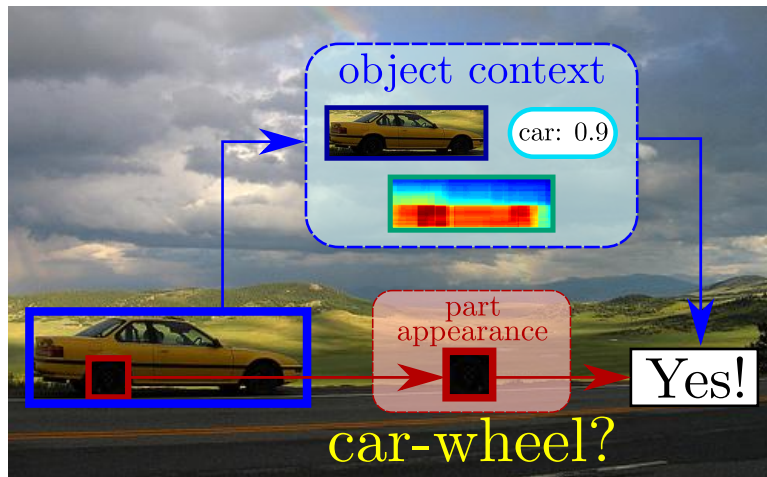 object context
car: 0.9
part
appearance
Yes!
car-wheel?